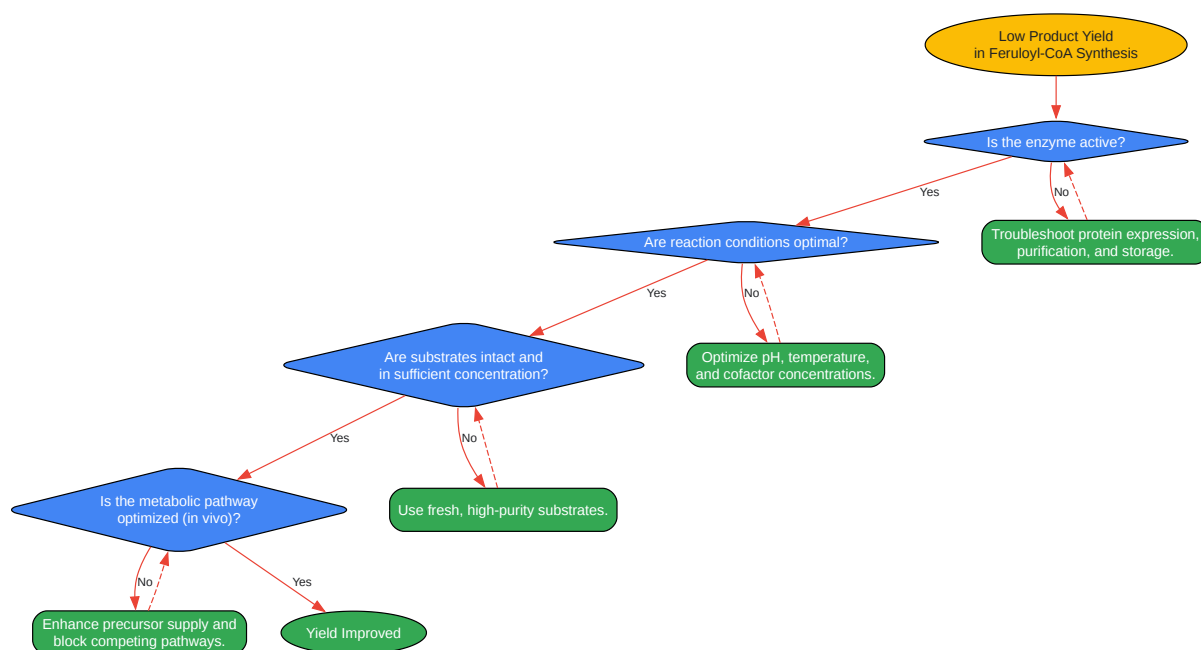 Low Product Yield
in Feruloyl-CoA Synthesis
Is the enzyme active?
Yes
No
Troubleshoot protein expression,
purification, and storage.
Are reaction conditions optimal?
Yes
No
Optimize pH, temperature,
and cofactor concentrations.
Are substrates intact and
in sufficient concentration?
Yes
No
Use fresh, high-purity substrates.
Is the metabolic pathway
optimized (in vivo)?
No
Yes
Enhance precursor supply and
block competing pathways.
Yield Improved